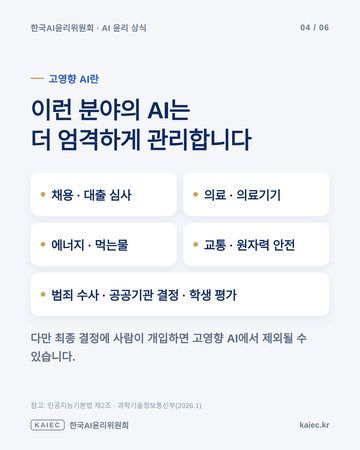 한국AI윤리위원회 · AI 윤리 상식
04 / 06
고영향 AI란
이런 분야의 AI는
더 엄격하게 관리합니다
채용 · 대출 심사
의료 · 의료기기
에너지 · 먹는물
교통 · 원자력 안전
범죄 수사 · 공공기관 결정 · 학생 평가
다만 최종 결정에 사람이 개입하면 고영향 AI에서 제외될 수
있습니다.
참고: 인공지능기본법 제2조 · 과학기술정보통신부(2026.1)
KAIEC 한국AI윤리위원회
kaiec.kr